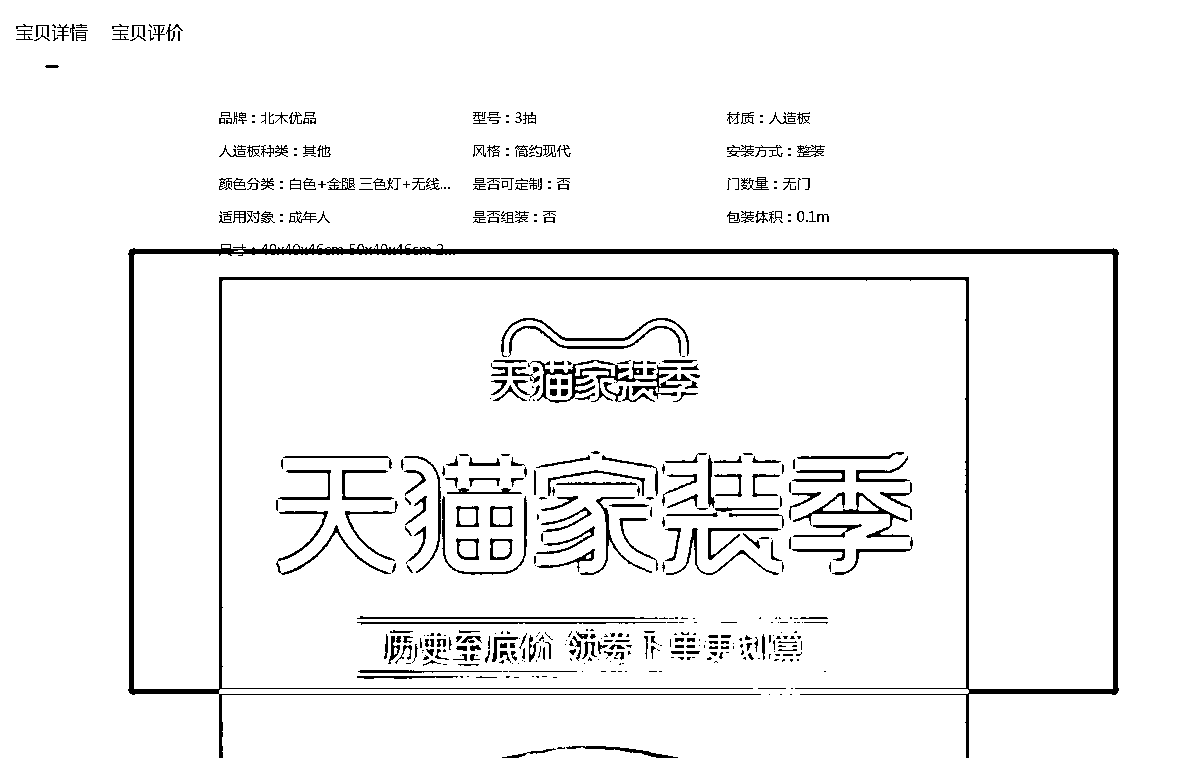 宝贝详情 宝贝评价
品牌：北木优品 型号：3抽 材质：人造板
人造板种类：其他 风格：简约现代 安装方式：整装
颜色分类：白色+金腿 三色灯+无线... 是否可定制：否 门数量：无门
适用对象：成年人 是否组装：否 包装体积：0.1m
尺寸：40x40x46cm 50x40x46cm 2...
天猫家装季
天猫家装季
历史至底价 领券下单更划算